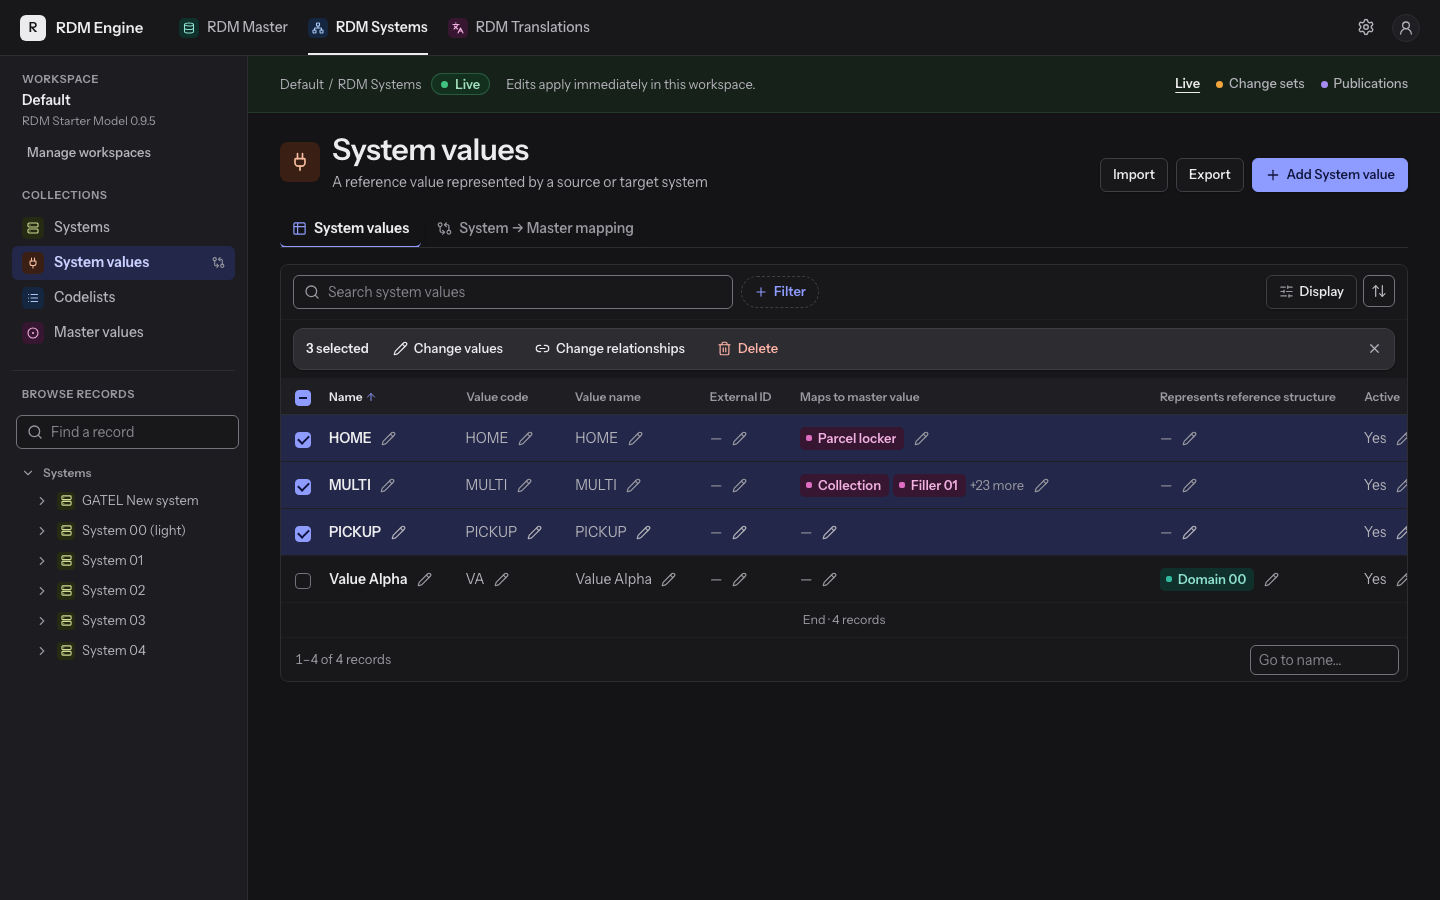 R RDM Engine RDM Master RDM Systems RDM Translations
WORKSPACE
Default
RDM Starter Model 0.9.5
Manage workspaces
COLLECTIONS
Systems
System values
Codelists
Master values
BROWSE RECORDS
Find a record
Systems
GATEL New system
System 00 (light)
System 01
System 02
System 03
System 04
Default / RDM Systems Live Edits apply immediately in this workspace. Live Change sets Publications
System values
A reference value represented by a source or target system
Import Export + Add System value
System values System → Master mapping
Search system values + Filter Display
3 selected Change values Change relationships Delete
Name ↑ Value code Value name External ID Maps to master value Represents reference structure Active
HOME HOME HOME — Parcel locker — Yes
MULTI MULTI MULTI — Collection Filler 01 +23 more — Yes
PICKUP PICKUP PICKUP — — — Yes
Value Alpha VA Value Alpha — — Domain 00 Yes
End · 4 records
1–4 of 4 records Go to name...